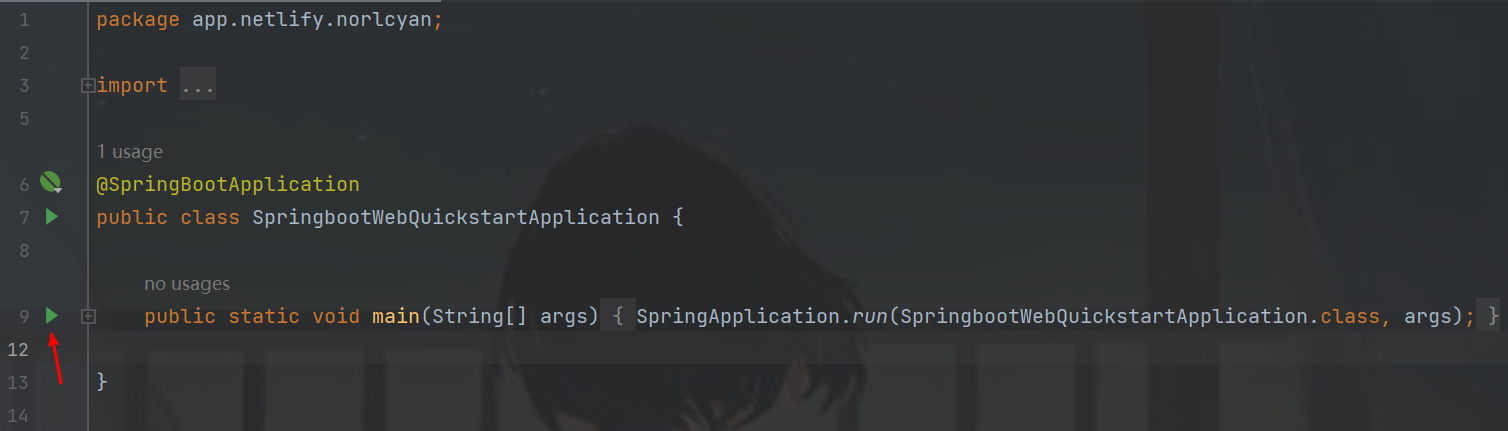 1 package app.netlify.norlcyan;
2
3 import ...
5
1 usage
6 @SpringBootApplication
7 public class SpringbootWebQuickstartApplication {
8
no usages
9 public static void main(String[] args) { SpringApplication.run(SpringbootWebQuickstartApplication.class, args); }
12
13 }
14